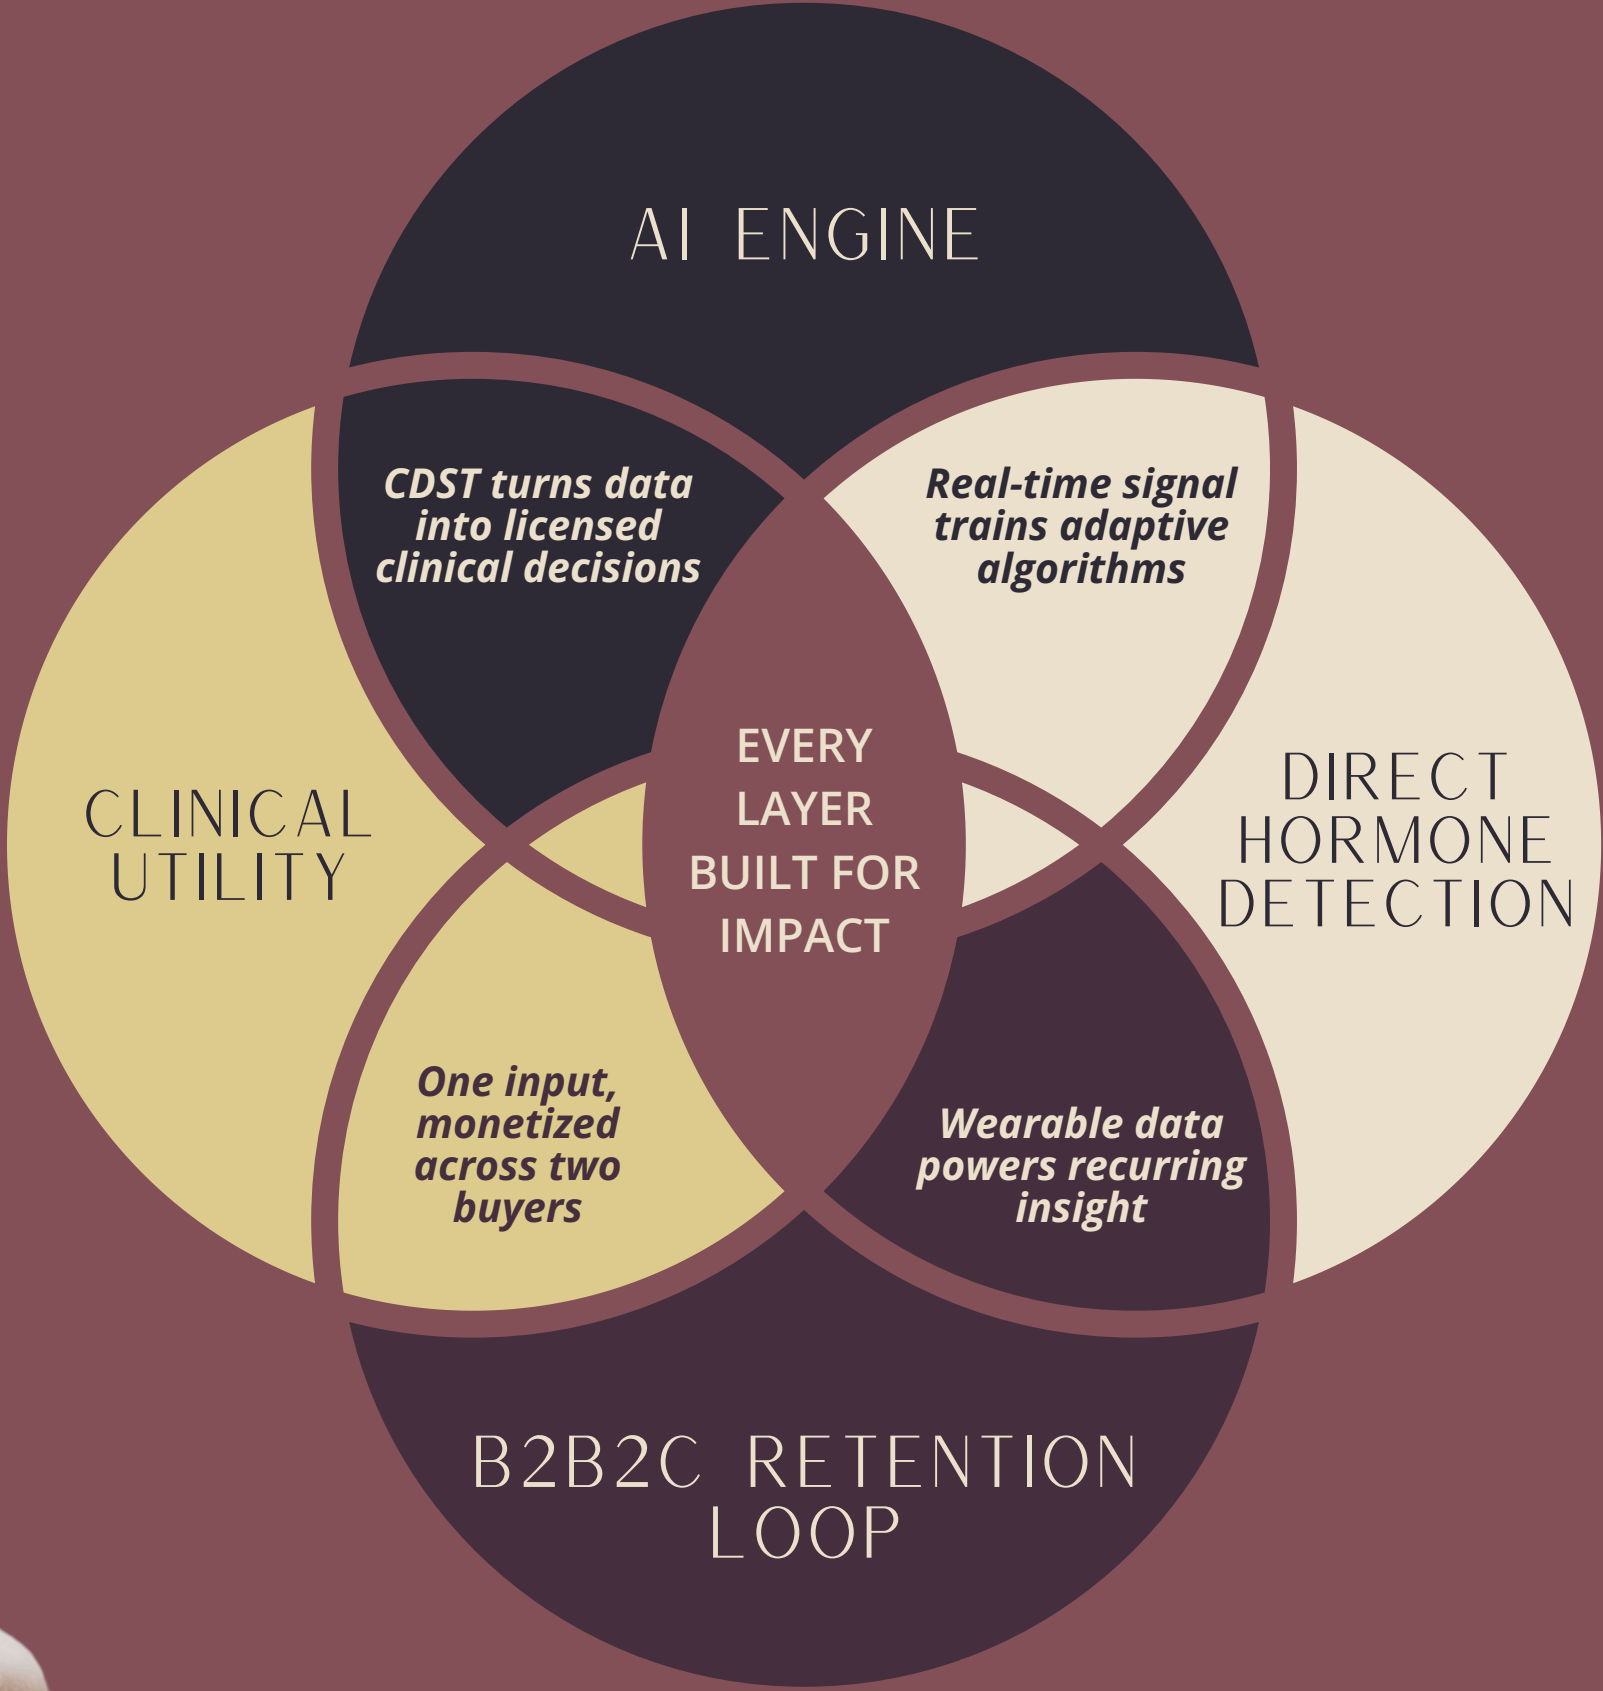 AI ENGINE
CDST turns data
into licensed
clinical decisions
Real-time signal
trains adaptive
algorithms
EVERY
LAYER
BUILT FOR
IMPACT
CLINICAL
UTILITY
DIRECT
HORMONE
DETECTION
One input,
monetized
across two
buyers
Wearable data
powers recurring
insight
B2B2C RETENTION
LOOP